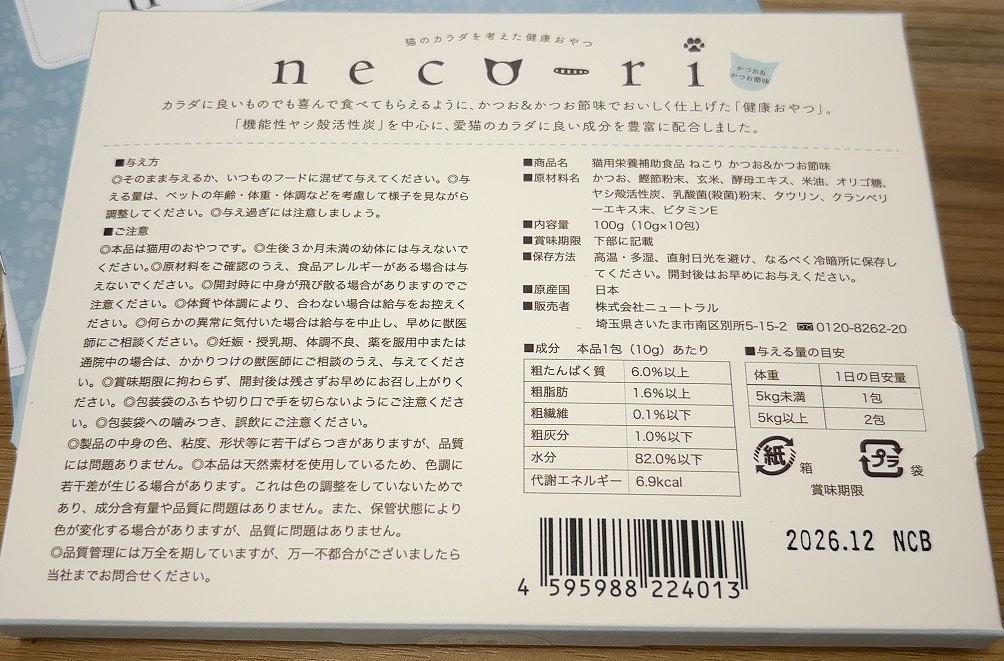 猫のカラダを考えた健康おやつ
neco-ri
かつお&
かつお節味
カラダに良いものでも喜んで食べてもらえるように、かつお&かつお節味でおいしく仕上げた「健康おやつ」。
「機能性ヤシ殻活性炭」を中心に、愛猫のカラダに良い成分を豊富に配合しました。
■与え方
◎そのまま与えるか、いつものフードに混ぜて与えてください。◎与
える量は、ペットの年齢・体重・体調などを考慮して様子を見ながら
調整してください。◎与え過ぎには注意しましょう。
■ご注意
◎本品は猫用のおやつです。◎生後3か月未満の幼体には与えないで
ください。◎原材料をご確認のうえ、食品アレルギーがある場合は与
えないでください。◎開封時に中身が飛び散る場合がありますのでご
注意ください。◎体質や体調により、合わない場合は給与をお控えく
ださい。◎何らかの異常に気付いた場合は給与を中止し、早めに獣医
師にご相談ください。◎妊娠・授乳期、体調不良、薬を服用中または
通院中の場合は、かかりつけの獣医師にご相談のうえ、与えてくださ
い。◎賞味期限に拘わらず、開封後は残さずお早めにお召し上がりく
ださい。◎包装袋のふちや切り口で手を切らないようにご注意くださ
い。◎包装袋への噛みつき、誤飲にご注意ください。
◎製品の中身の色、粘度、形状等に若干ばらつきがありますが、品質
には問題ありません。◎本品は天然素材を使用しているため、色調に
若干差が生じる場合があります。これは色の調整をしていないためで
あり、成分含有量や品質に問題はありません。また、保管状態により
色が変化する場合がありますが、品質に問題はありません。
◎品質管理には万全を期していますが、万一不都合がございましたら
当社までお問合せください。
■商品名 猫用栄養補助食品 ねこり かつお&かつお節味
■原材料名 かつお、鰹節粉末、玄米、酵母エキス、米油、オリゴ糖、
ヤシ殻活性炭、乳酸菌(殺菌)粉末、タウリン、クランベリ
ーエキス末、ビタミンE
■内容量 100g(10g×10包)
■賞味期限 下部に記載
■保存方法 高温・多湿、直射日光を避け、なるべく冷暗所に保存し
てください。開封後はお早めにお与えください。
■原産国 日本
■販売者 株式会社ニュートラル
埼玉県さいたま市南区別所5-15-2 0120-8262-20
■成分 本品1包(10g)あたり
粗たんぱく質 6.0%以上
粗脂肪 1.6%以上
粗繊維 0.1%以下
粗灰分 1.0%以下
水分 82.0%以下
代謝エネルギー 6.9kcal
■与える量の目安
体重 1日の目安量
5kg未満 1包
5kg以上 2包
紙 箱 プラ 袋
賞味期限
2026.12 NCB
4 595988 224013